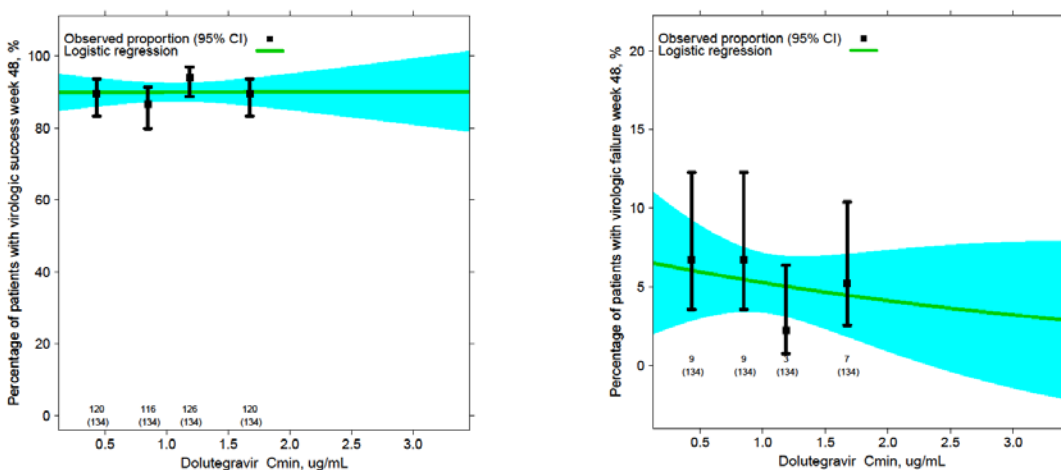 Observed proportion (95% CI)
Logistic regression
Percentage of patients with virologic success week 48, %
100
80
60
40
20
0
120 116 126 120
(134) (134) (134) (134)
0.5 1.0 1.5 2.0 2.5 3.0
Dolutegravir Cmin, ug/mL
Observed proportion (95% CI)
Logistic regression
Percentage of patients with virologic failure week 48, %
20
15
10
5
0
9 9 3 7
(134) (134) (134) (134)
0.5 1.0 1.5 2.0 2.5 3.0
Dolutegravir Cmin, ug/mL